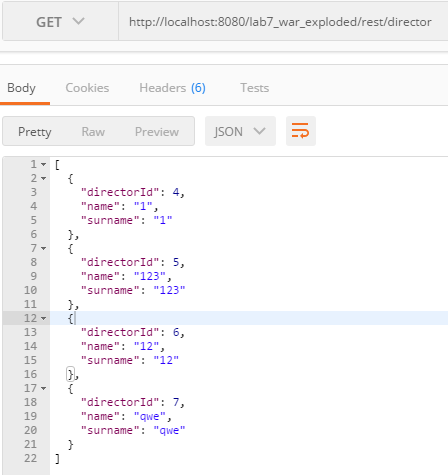 GET http://localhost:8080/lab7_war_exploded/rest/director
Body Cookies Headers (6) Tests
Pretty Raw Preview JSON
1 [
2 {
3 "directorId": 4,
4 "name": "1",
5 "surname": "1"
6 },
7 {
8 "directorId": 5,
9 "name": "123",
10 "surname": "123"
11 },
12 {
13 "directorId": 6,
14 "name": "12",
15 "surname": "12"
16 },
17 {
18 "directorId": 7,
19 "name": "qwe",
20 "surname": "qwe"
21 }
22 ]